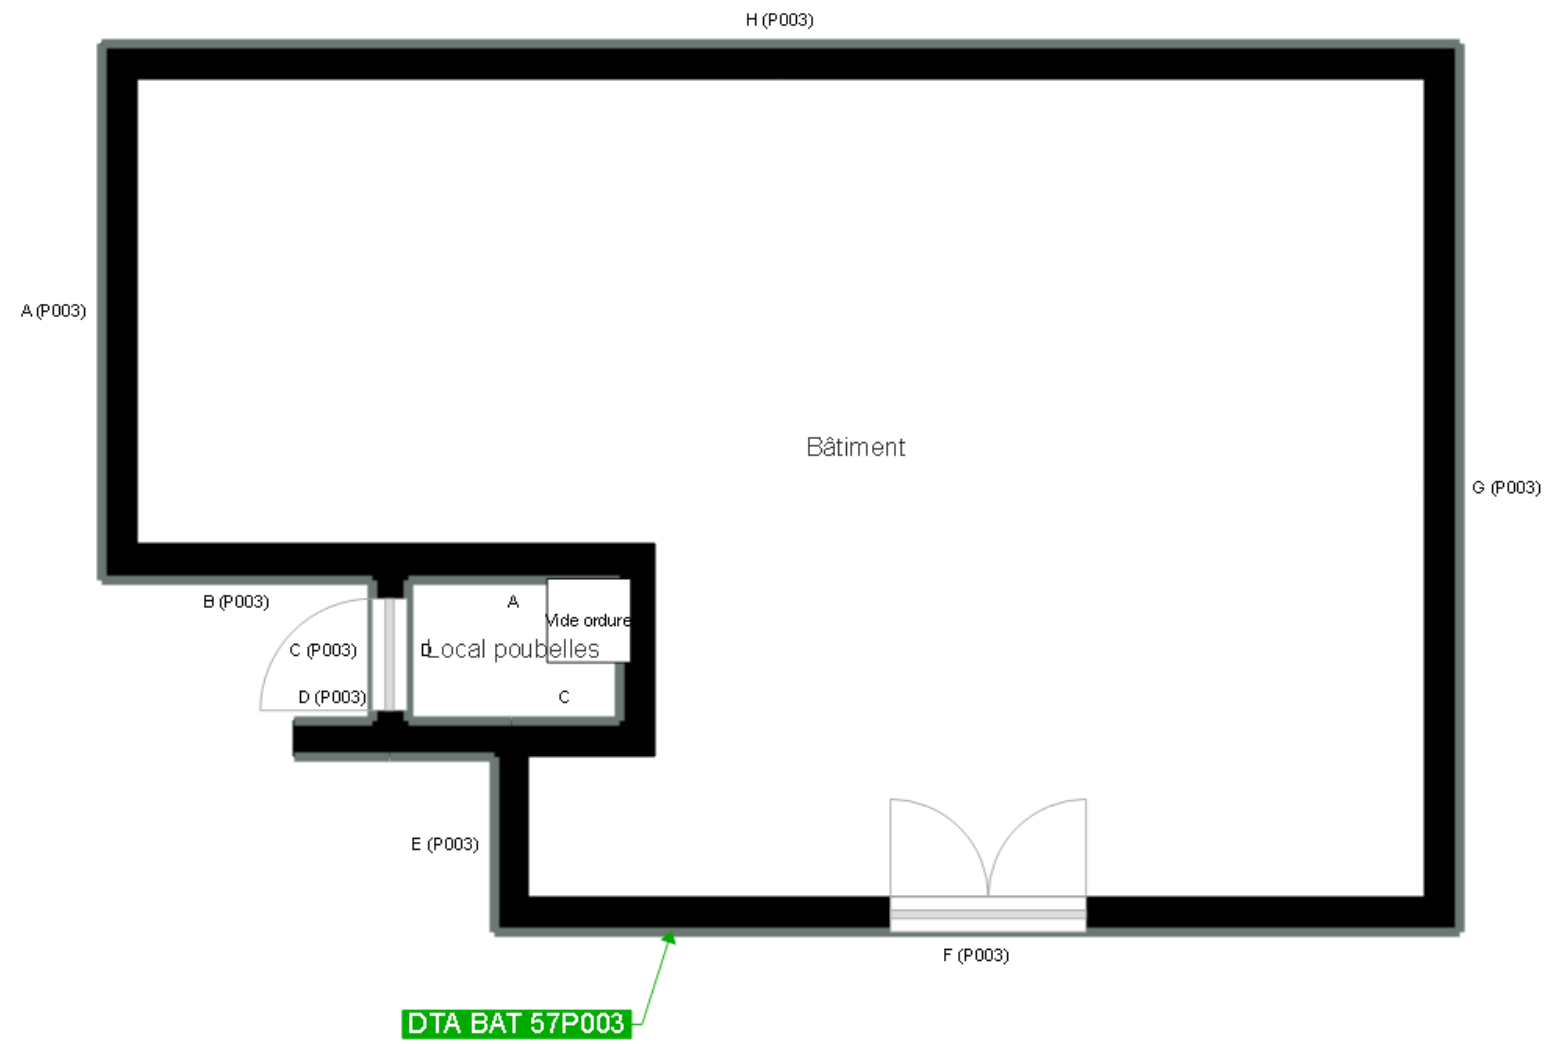 H (P003)
A (P003)
Bâtiment
G (P003)
B (P003)
A
Vide ordure
C (P003)
D
Local poubelles
D (P003)
C
E (P003)
F (P003)
DTA BAT 57P003